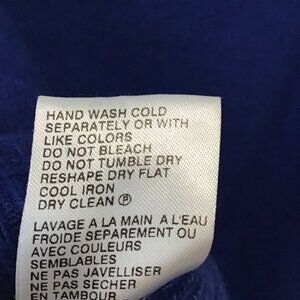 HAND WASH COLD
SEPARATELY OR WITH
LIKE COLORS
DO NOT BLEACH
DO NOT TUMBLE DRY
RESHAPE DRY FLAT
COOL IRON
DRY CLEAN Ⓟ
LAVAGE A LA MAIN A L'EAU
FROIDE SEPAREMENT OU
AVEC COULEURS
SEMBLABLES
NE PAS JAVELLISER
NE PAS SECHER
EN TAMBOUR